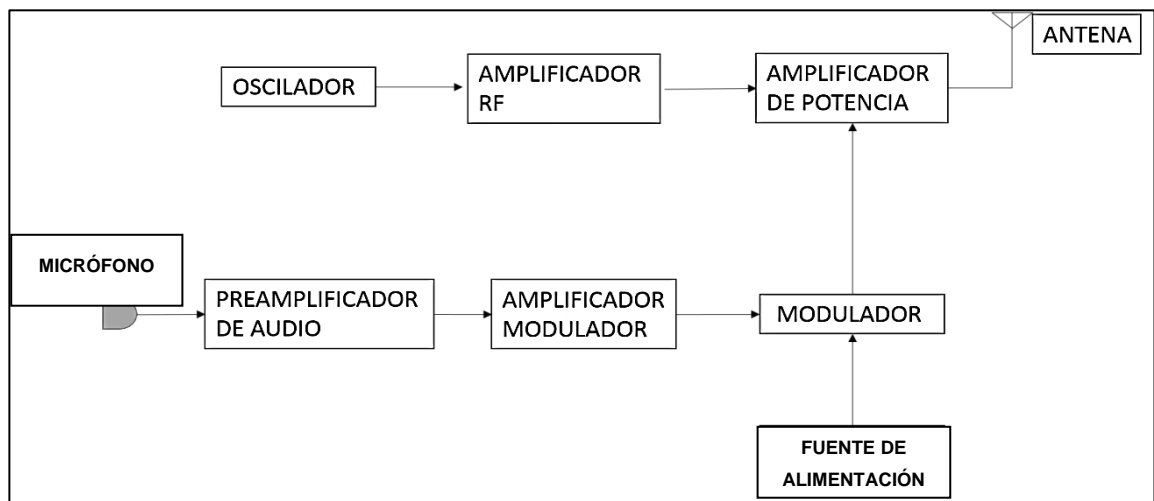 ANTENA
OSCILADOR
AMPLIFICADOR
RF
AMPLIFICADOR
DE POTENCIA
MICRÓFONO
PREAMPLIFICADOR
DE AUDIO
AMPLIFICADOR
MODULADOR
MODULADOR
FUENTE DE
ALIMENTACIÓN